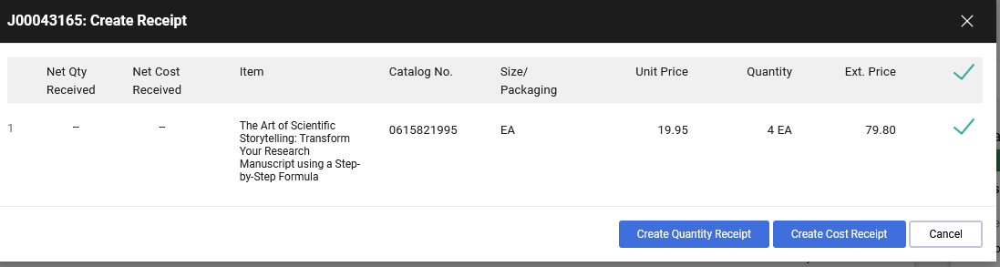 J00043165: Create Receipt
Net Qty Received
Net Cost Received
Item
Catalog No.
Size/ Packaging
Unit Price
Quantity
Ext. Price
1
--
--
The Art of Scientific
Storytelling: Transform
Your Research
Manuscript using a Step-
by-Step Formula
0615821995
EA
19.95
4 EA
79.80
Create Quantity Receipt
Create Cost Receipt
Cancel